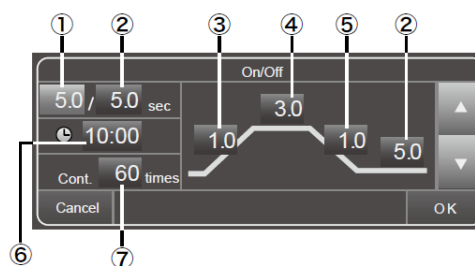 ① ② ③ ④ ⑤ ②
On/Off
5.0 / 5.0 sec
3.0
10:00
1.0 1.0 5.0
Cont. 60 times
Cancel OK
⑥ ⑦